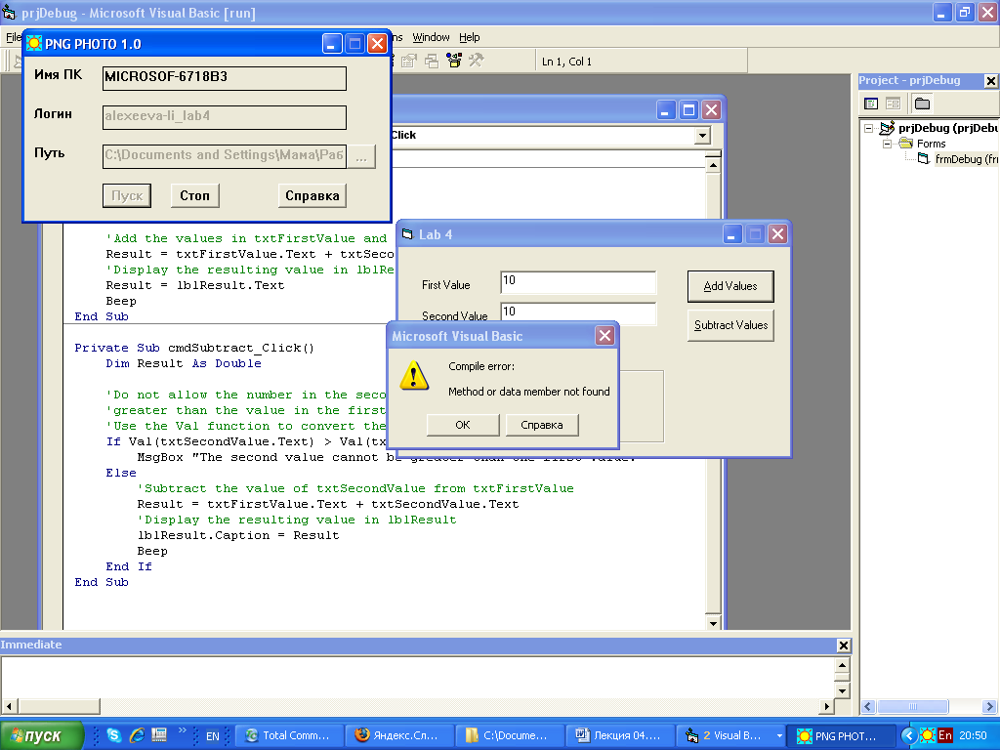 prjDebug - Microsoft Visual Basic [run]
Window Help
Ln 1, Col 1
PNG PHOTO 1.0
Имя ПК
MICROSOF-6718B3
Логин
alexeeva-li_lab4
Путь
C:\Documents and Settings\Мама\Раб
...
Пуск
Стоп
Справка
Click
'Add the values in txtFirstValue and
Result = txtFirstValue.Text + txtSeco
'Display the resulting value in lblRe
Result = lblResult.Text
Beep
End Sub
Private Sub cmdSubtract_Click()
Dim Result As Double
'Do not allow the number in the seco
'greater than the value in the first
'Use the Val function to convert the
If Val(txtSecondValue.Text) > Val(tx
MsgBox "The second value cannot be greater than the first value."
Else
'Subtract the value of txtSecondValue from txtFirstValue
Result = txtFirstValue.Text + txtSecondValue.Text
'Display the resulting value in lblResult
lblResult.Caption = Result
Beep
End If
End Sub
Lab 4
First Value
10
Add Values
Second Value
10
Subtract Values
Microsoft Visual Basic
Compile error:
Method or data member not found
OK
Справка
Project - prjDebug
prjDebug (prjDebu
Forms
frmDebug (frm
Immediate
пуск
EN
Total Comm...
Яндекс.Сл...
C:\Docume...
Лекция 04....
2 Visual B...
PNG PHOT...
En
20:50